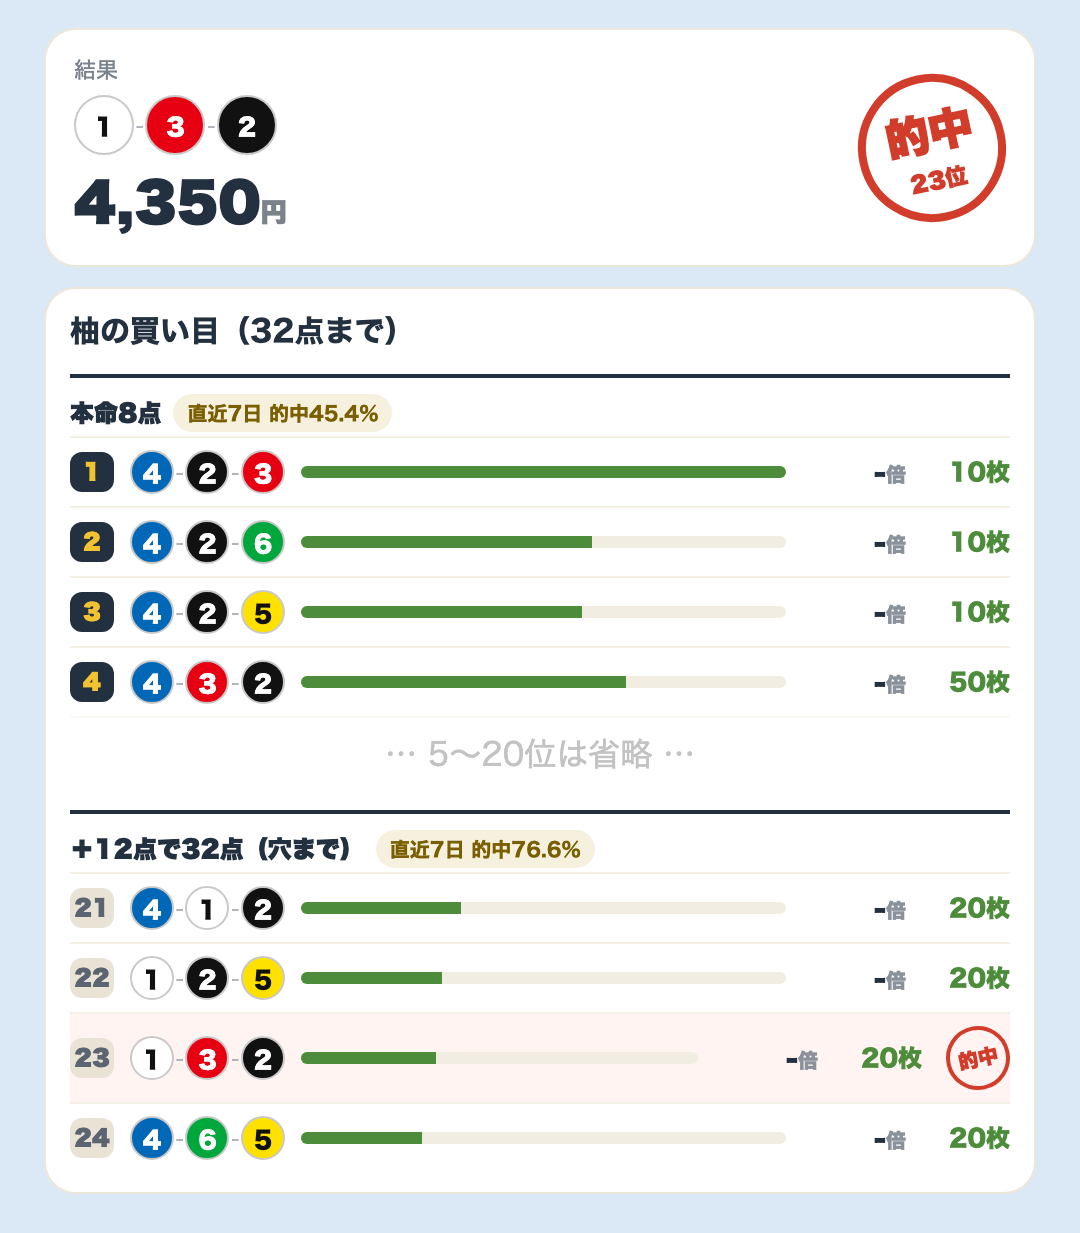 結果
1-3-2
4,350円
的中
23位
柚の買い目（32点まで）
本命8点 直近7日 的中45.4%
1 4-2-3 -倍 10枚
2 4-2-6 -倍 10枚
3 4-2-5 -倍 10枚
4 4-3-2 -倍 50枚
… 5〜20位は省略 …
+12点で32点（穴まで） 直近7日 的中76.6%
21 4-1-2 -倍 20枚
22 1-2-5 -倍 20枚
23 1-3-2 -倍 20枚 的中
24 4-6-5 -倍 20枚